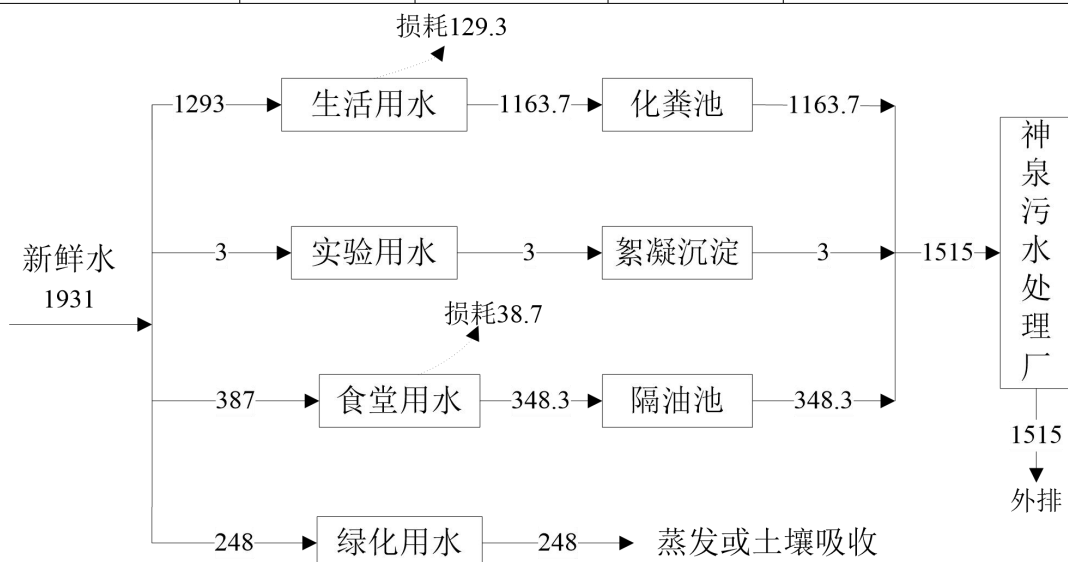 损耗129.3
1293
生活用水
1163.7
化粪池
1163.7
新鲜水
1931
3
实验用水
3
絮凝沉淀
3
1515
神泉污水处理厂
损耗38.7
387
食堂用水
348.3
隔油池
348.3
1515
外排
248
绿化用水
248
蒸发或土壤吸收